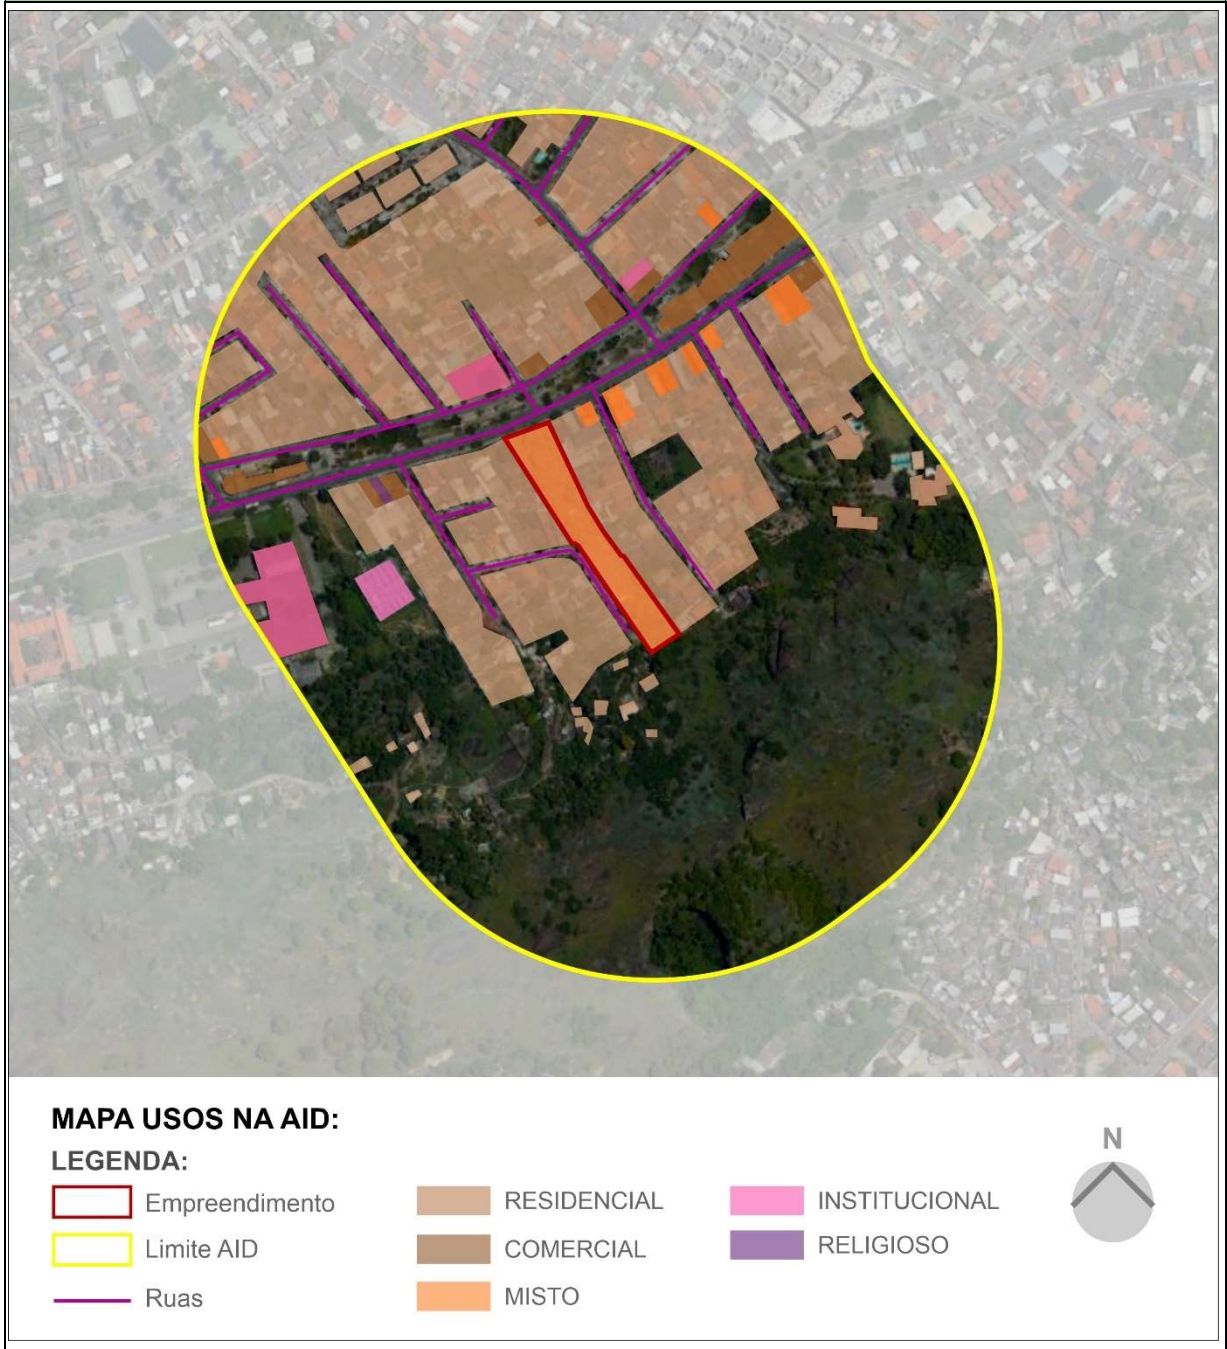 MAPA USOS NA AID:
LEGENDA:
Empreendimento
Limite AID
Ruas
RESIDENCIAL
COMERCIAL
MISTO
INSTITUCIONAL
RELIGIOSO
N